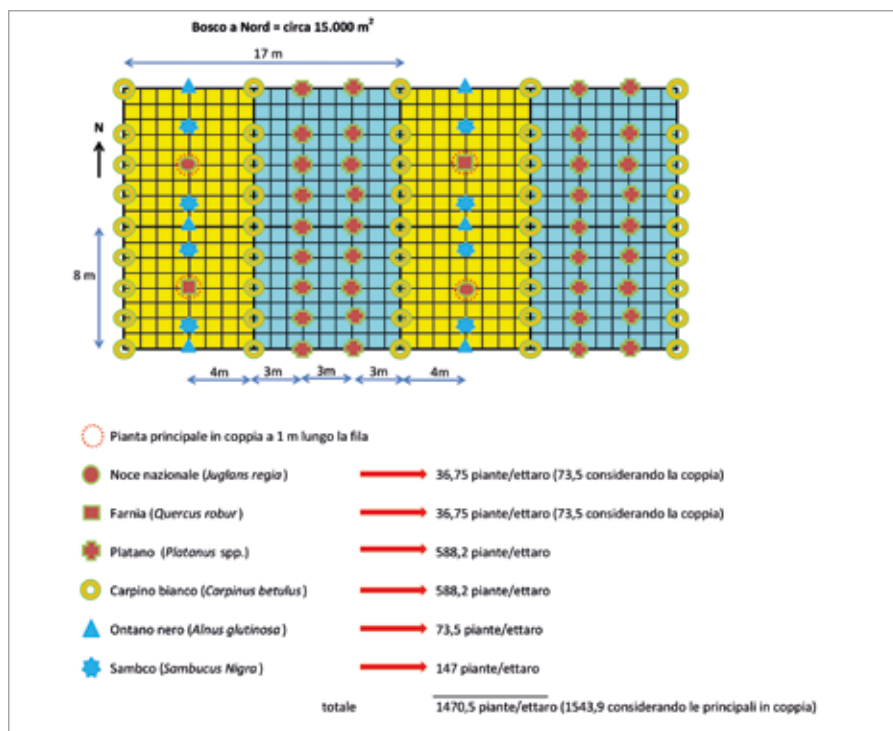 Bosco a Nord = circa 15.000 m²
17 m
N
8 m
4m 3m 3m 3m 4m
Pianta principale in coppia a 1 m lungo la fila
Noce nazionale (Juglans regia) 36,75 piante/ettaro (73,5 considerando la coppia)
Farnia (Quercus robur) 36,75 piante/ettaro (73,5 considerando la coppia)
Platano (Platanus spp.) 588,2 piante/ettaro
Carpino bianco (Carpinus betulus) 588,2 piante/ettaro
Ontano nero (Alnus glutinosa) 73,5 piante/ettaro
Sambco (Sambucus Nigra) 147 piante/ettaro
totale 1470,5 piante/ettaro (1543,9 considerando le principali in coppia)